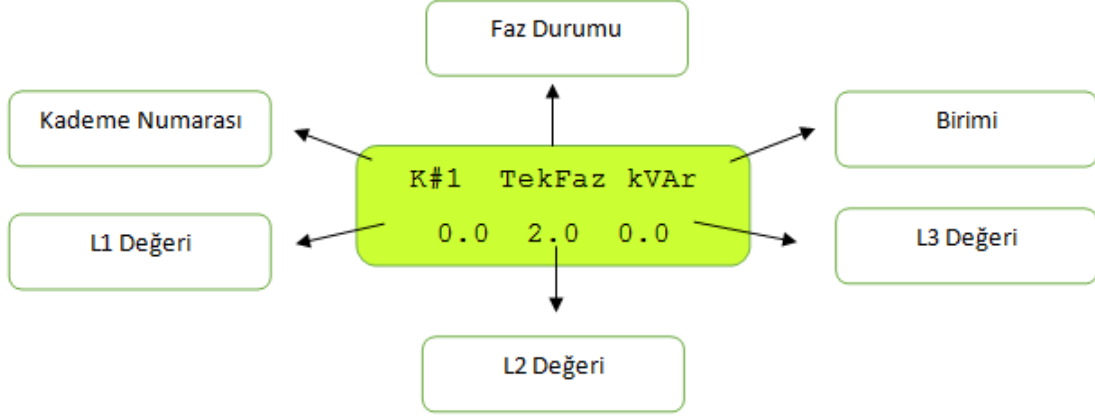 Faz Durumu
Kademe Numarası
Birimi
K#1 TekFaz kVAr
0.0 2.0 0.0
L1 Değeri
L3 Değeri
L2 Değeri